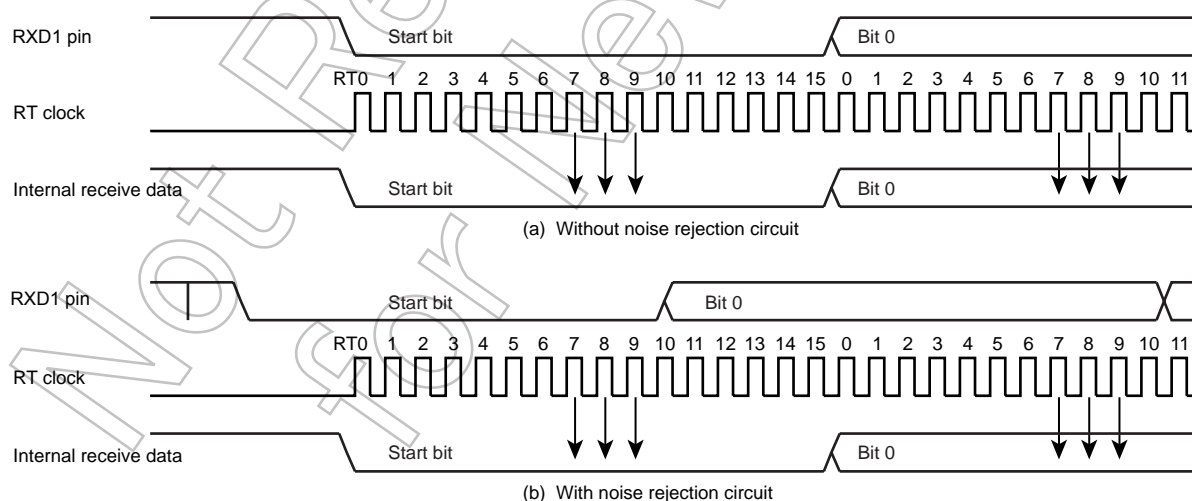 RXD1 pin Start bit Bit 0
RT0 1 2 3 4 5 6 7 8 9 10 11 12 13 14 15 0 1 2 3 4 5 6 7 8 9 10 11
RT clock
Internal receive data Start bit Bit 0
(a) Without noise rejection circuit
RXD1 pin Start bit Bit 0
RT0 1 2 3 4 5 6 7 8 9 10 11 12 13 14 15 0 1 2 3 4 5 6 7 8 9 10 11
RT clock
Internal receive data Start bit Bit 0
(b) With noise rejection circuit
Not Re
for Ne